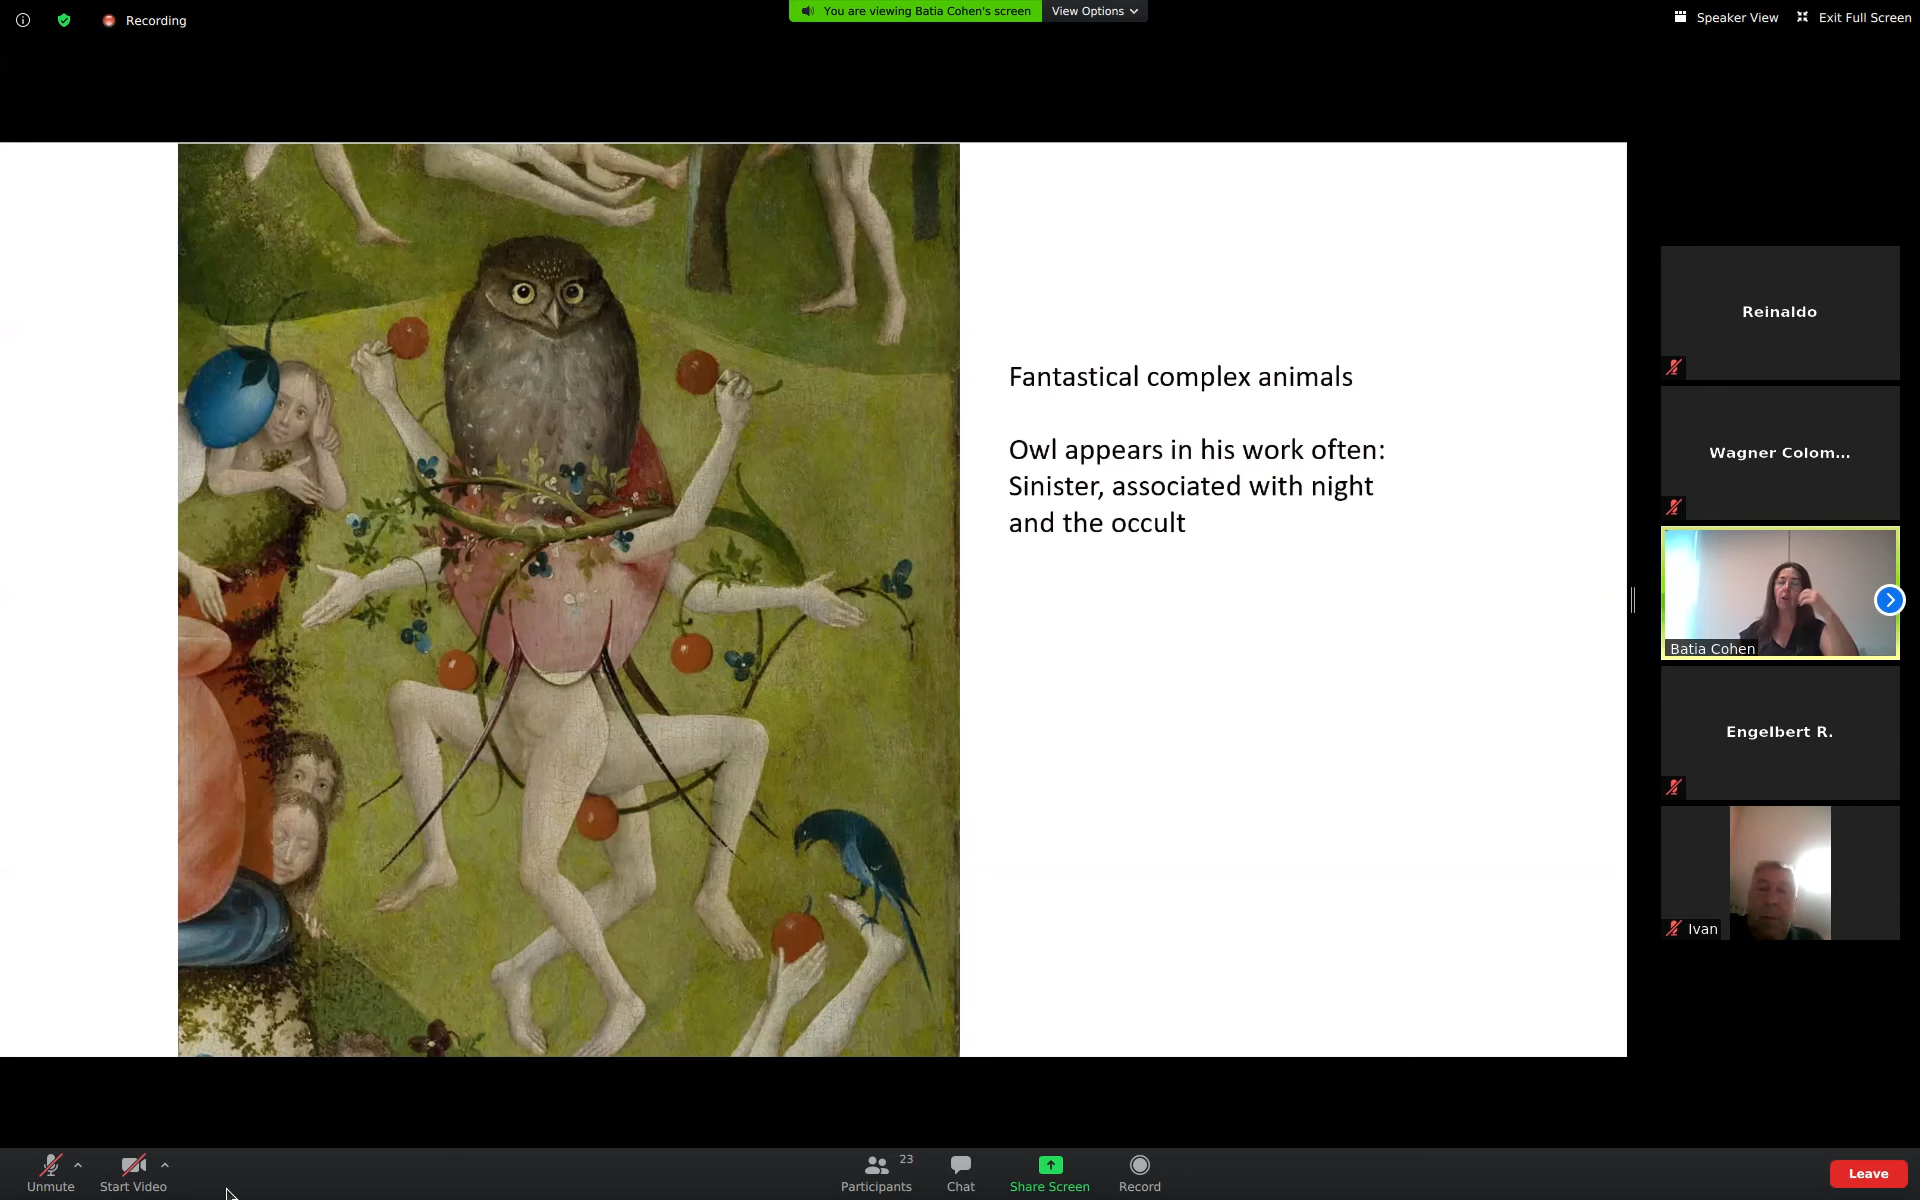 Recording
You are viewing Batia Cohen's screen
View Options
Speaker View
Exit Full Screen
Fantastical complex animals
Owl appears in his work often:
Sinister, associated with night
and the occult
Reinaldo
Wagner Colom...
Batia Cohen
Engelbert R.
Ivan
Unmute
Start Video
Participants
23
Chat
Share Screen
Record
Leave